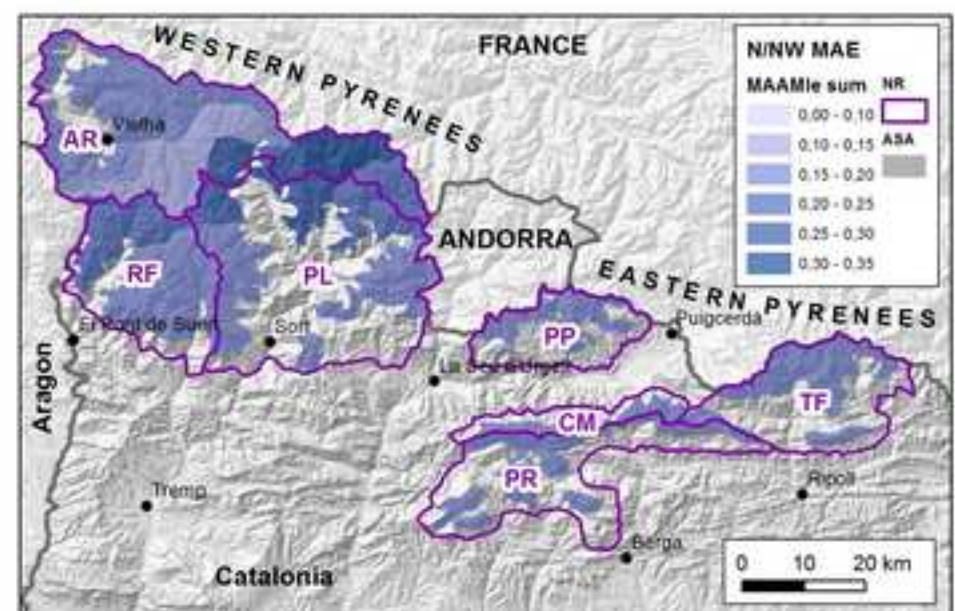 WESTERN PYRENEES
FRANCE
N/NW MAE
MAAMIe sum
NR
0,00 - 0,10
0,10 - 0,15
ASA
0,15 - 0,20
0,20 - 0,25
0,25 - 0,30
0,30 - 0,35
AR
Vielha
ANDORRA
RF
PL
EASTERN PYRENEES
El Pont de Suert
Sort
PP
Puigcerda
La Seu d'Urgell
Aragon
CM
TF
PR
Tremp
Ripoll
Berga
Catalonia
0 10 20 km